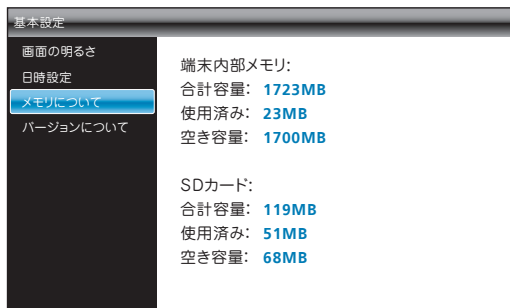 基本設定
画面の明るさ
日時設定
メモリについて
バージョンについて
端末内部メモリ:
合計容量: 1723MB
使用済み: 23MB
空き容量: 1700MB
SDカード:
合計容量: 119MB
使用済み: 51MB
空き容量: 68MB